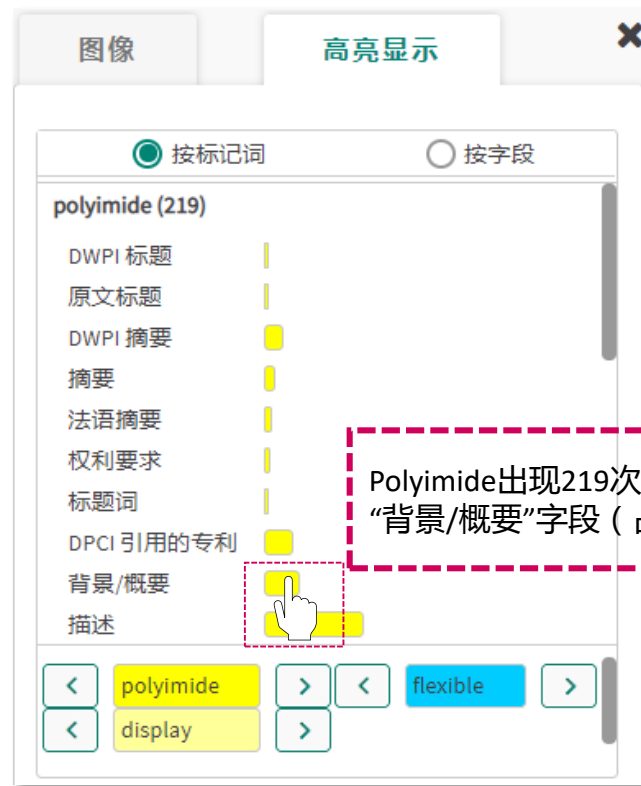 图像
高亮显示
按标记词
按字段
polyimide (219)
DWPI 标题
原文标题
DWPI 摘要
摘要
法语摘要
权利要求
标题词
DPCI 引用的专利
背景/概要
描述
Polyimide出现219次
“背景/概要”字段（
polyimide
flexible
display